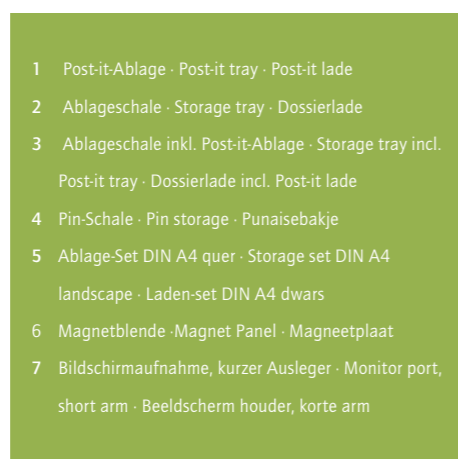 1 Post-it-Ablage · Post-it tray · Post-it lade
2 Ablageschale · Storage tray · Dossierlade
3 Ablageschale inkl. Post-it-Ablage · Storage tray incl.
Post-it tray · Dossierlade incl. Post-it lade
4 Pin-Schale · Pin storage · Punaisebakje
5 Ablage-Set DIN A4 quer · Storage set DIN A4
landscape · Laden-set DIN A4 dwars
6 Magnetblende ·Magnet Panel · Magneetplaat
7 Bildschirmaufnahme, kurzer Ausleger · Monitor port,
short arm · Beeldscherm houder, korte arm